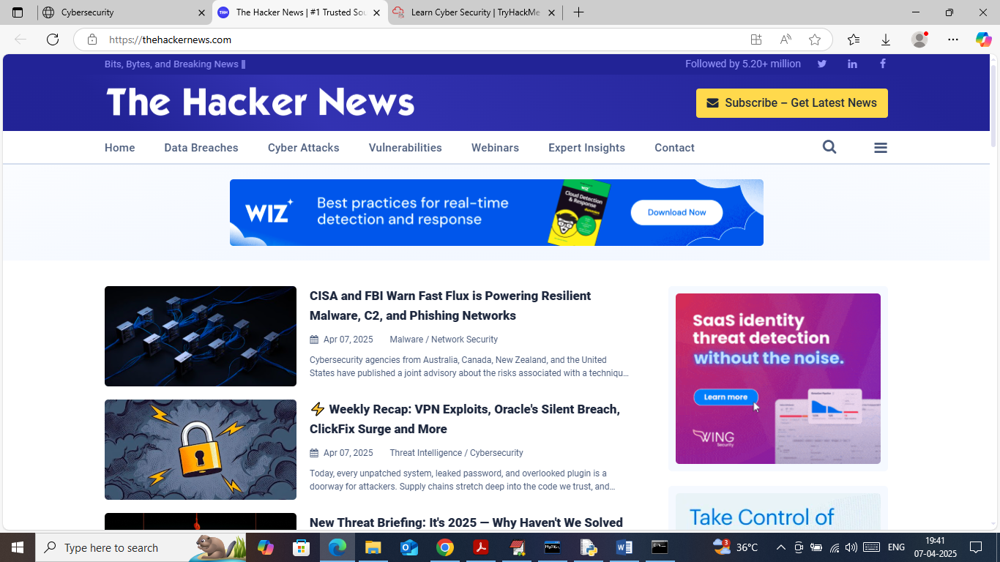 Cybersecurity
The Hacker News | #1 Trusted Sou
Learn Cyber Security | TryHackMe
https://thehackernews.com
Bits, Bytes, and Breaking News
Followed by 5.20+ million
The Hacker News
Subscribe – Get Latest News
Home Data Breaches Cyber Attacks Vulnerabilities Webinars Expert Insights Contact
WIZ
Best practices for real-time
detection and response
WIZ
Cloud Detection
& Response
dummies
Download Now
CISA and FBI Warn Fast Flux is Powering Resilient
Malware, C2, and Phishing Networks
Apr 07, 2025 Malware / Network Security
Cybersecurity agencies from Australia, Canada, New Zealand, and the United
States have published a joint advisory about the risks associated with a techniqu…
⚡ Weekly Recap: VPN Exploits, Oracle's Silent Breach,
ClickFix Surge and More
Apr 07, 2025 Threat Intelligence / Cybersecurity
Today, every unpatched system, leaked password, and overlooked plugin is a
doorway for attackers. Supply chains stretch deep into the code we trust, and…
New Threat Briefing: It's 2025 — Why Haven't We Solved
SaaS identity
threat detection
without the noise.
Learn more
WING
Security
Take Control of
Type here to search
3
36°C
ENG
19:41
07-04-2025